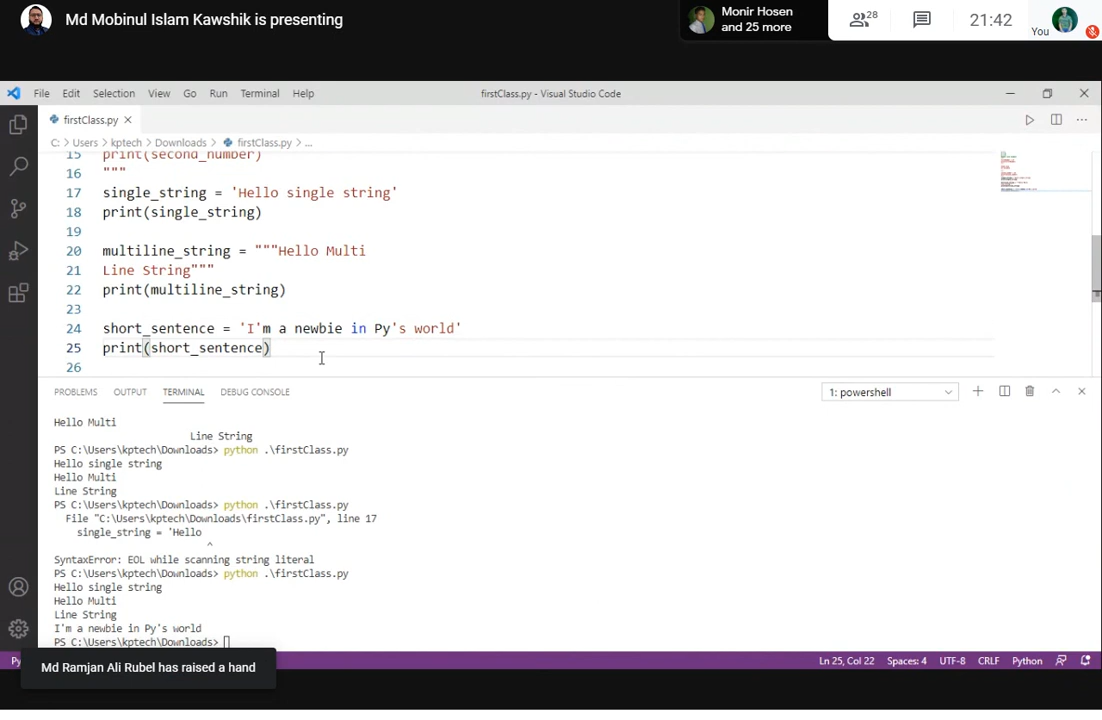 Md Mobinul Islam Kawshik is presenting
Monir Hosen
and 25 more
28
21:42
You
File Edit Selection View Go Run Terminal Help
firstClass.py - Visual Studio Code
firstClass.py
C: > Users > kptech > Downloads > firstClass.py > ...
15 print(second_number)
16 """
17 single_string = 'Hello single string'
18 print(single_string)
19
20 multiline_string = """Hello Multi
21 Line String"""
22 print(multiline_string)
23
24 short_sentence = 'I'm a newbie in Py's world'
25 print(short_sentence)
26
PROBLEMS OUTPUT TERMINAL DEBUG CONSOLE
1: powershell
Hello Multi
Line String
PS C:\Users\kptech\Downloads> python .\firstClass.py
Hello single string
Hello Multi
Line String
PS C:\Users\kptech\Downloads> python .\firstClass.py
File "C:\Users\kptech\Downloads\firstClass.py", line 17
single_string = 'Hello
^
SyntaxError: EOL while scanning string literal
PS C:\Users\kptech\Downloads> python .\firstClass.py
Hello single string
Hello Multi
Line String
I'm a newbie in Py's world
PS C:\Users\kptech\Downloads>
Py
Md Ramjan Ali Rubel has raised a hand
Ln 25, Col 22 Spaces: 4 UTF-8 CRLF Python